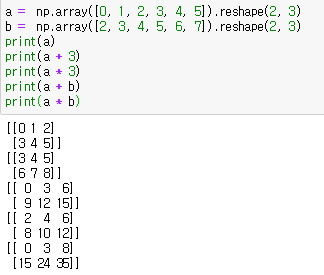 a =  np.array([0, 1, 2, 3, 4, 5]).reshape(2, 3)
b =  np.array([2, 3, 4, 5, 6, 7]).reshape(2, 3)
print(a)
print(a + 3)
print(a * 3)
print(a + b)
print(a * b)
[[0 1 2]
 [3 4 5]]
[[3 4 5]
 [6 7 8]]
[[ 0  3  6]
 [ 9 12 15]]
[[ 2  4  6]
 [ 8 10 12]]
[[ 0  3  8]
 [15 24 35]]